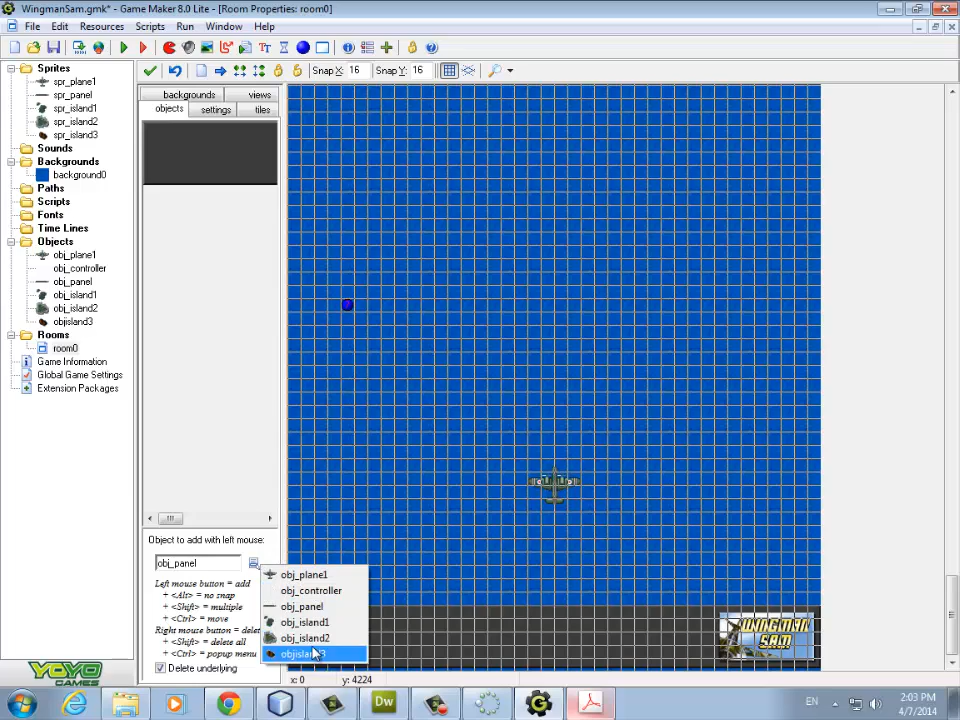 WingmanSam.gmk* - Game Maker 8.0 Lite - [Room Properties: room0]
File Edit Resources Scripts Run Window Help
Snap X: 16 Snap Y: 16
Sprites
spr_plane1
spr_panel
spr_island1
spr_island2
spr_island3
Sounds
Backgrounds
background0
Paths
Scripts
Fonts
Time Lines
Objects
obj_plane1
obj_controller
obj_panel
obj_island1
obj_island2
objisland3
Rooms
room0
Game Information
Global Game Settings
Extension Packages
YOYO
GAMES
backgrounds views
objects settings tiles
Object to add with left mouse:
obj_panel
Left mouse button = add
+ <Alt> = no snap
+ <Shift> = multiple
+ <Ctrl> = move
Right mouse button = delet
+ <Shift> = delete all
+ <Ctrl> = popup menu
Delete underlying
obj_plane1
obj_controller
obj_panel
obj_island1
obj_island2
objisland3
WINGMAN
SAM
x: 0 y: 4224
Dw
EN
2:03 PM
4/7/2014